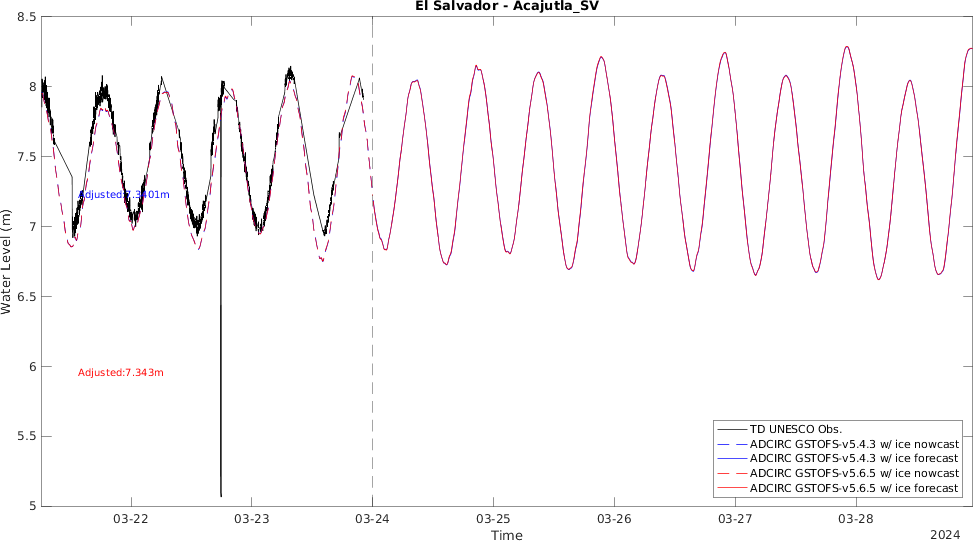 El Salvador - Acajutla_SV
8.5
8
7.5
7
6.5
6
5.5
5
Water Level (m)
Adjusted:7.3401m
Adjusted:7.343m
TD UNESCO Obs.
ADCIRC GSTOFS-v5.4.3 w/ ice nowcast
ADCIRC GSTOFS-v5.4.3 w/ ice forecast
ADCIRC GSTOFS-v5.6.5 w/ ice nowcast
ADCIRC GSTOFS-v5.6.5 w/ ice forecast
03-22 03-23 03-24 03-25 03-26 03-27 03-28
Time
2024